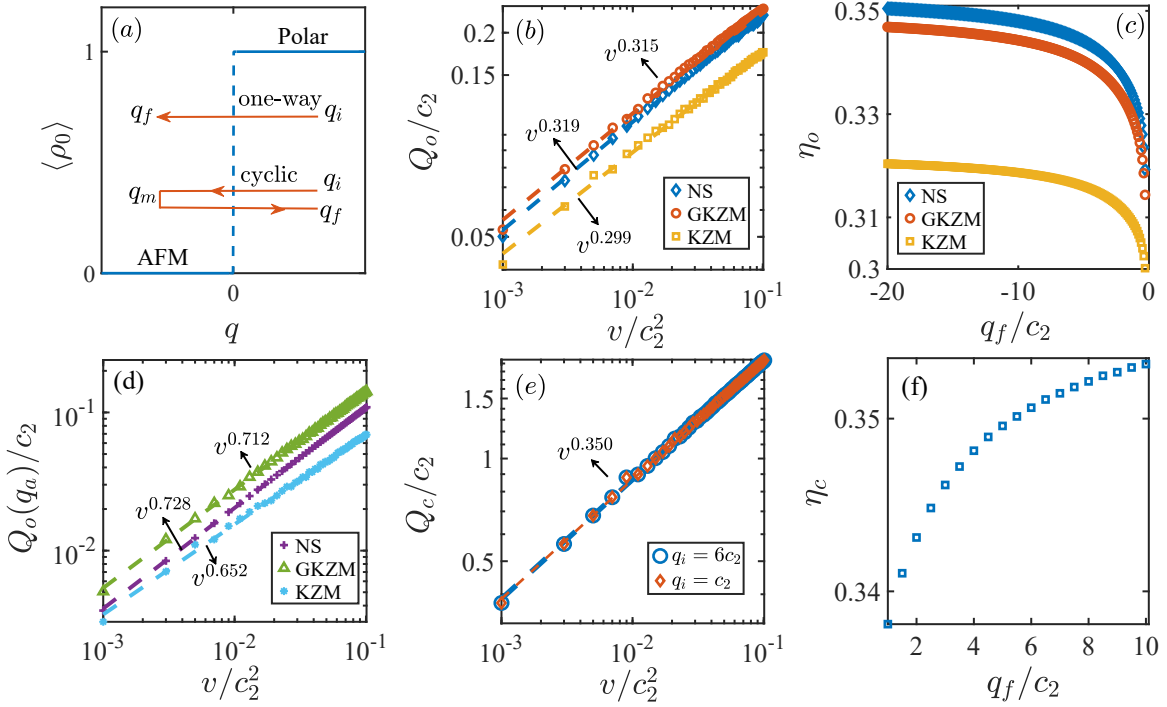 (a)
Polar
1
one-way
q_f
q_i
⟨ρ_0⟩
cyclic
q_i
q_m
q_f
AFM
0
0
q
(b)
0.2
v^0.315
0.15
Q_o/c_2
v^0.319
NS
GKZM
KZM
0.05
v^0.299
10^-3
10^-2
10^-1
v/c_2^2
0.35
(c)
η_o
0.33
NS
GKZM
KZM
0.31
0.3
-20
-10
0
q_f/c_2
(d)
10^-1
v^0.712
Q_o(q_a)/c_2
v^0.728
10^-2
v^0.652
NS
GKZM
KZM
10^-3
10^-2
10^-1
v/c_2^2
(e)
1.5
v^0.350
1
Q_c/c_2
0.5
q_i = 6c_2
q_i = c_2
10^-3
10^-2
10^-1
v/c_2^2
(f)
0.35
η_c
0.34
2
4
6
8
10
q_f/c_2